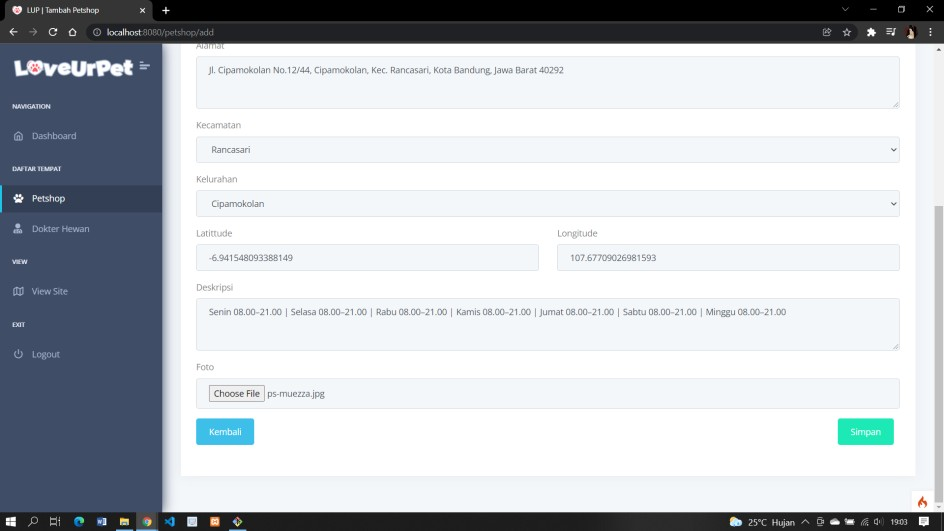 LUP | Tambah Petshop
localhost:8080/petshop/add
LoveUrPet
NAVIGATION
Dashboard
DAFTAR TEMPAT
Petshop
Dokter Hewan
VIEW
View Site
EXIT
Logout
Alamat
Jl. Cipamokolan No.12/44, Cipamokolan, Kec. Rancasari, Kota Bandung, Jawa Barat 40292
Kecamatan
Rancasari
Kelurahan
Cipamokolan
Latittude
Longitude
-6.941548093388149
107.67709026981593
Deskripsi
Senin 08.00–21.00 | Selasa 08.00–21.00 | Rabu 08.00–21.00 | Kamis 08.00–21.00 | Jumat 08.00–21.00 | Sabtu 08.00–21.00 | Minggu 08.00–21.00
Foto
Choose File ps-muezza.jpg
Kembali
Simpan
25°C Hujan
19:03